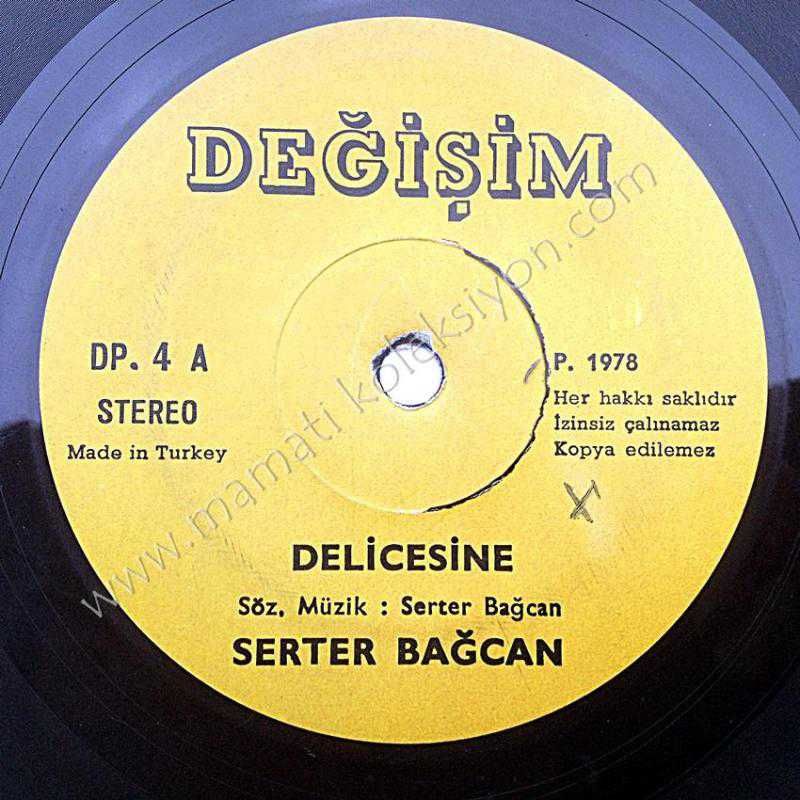 DEĞİŞİM
DP. 4 A
STEREO
Made in Turkey
P. 1978
Her hakkı saklıdır
İzinsiz çalınamaz
Kopya edilemez
DELİCESİNE
Söz, Müzik : Serter Bağcan
SERTER BAĞCAN
www.mamati kolaksiyon.com